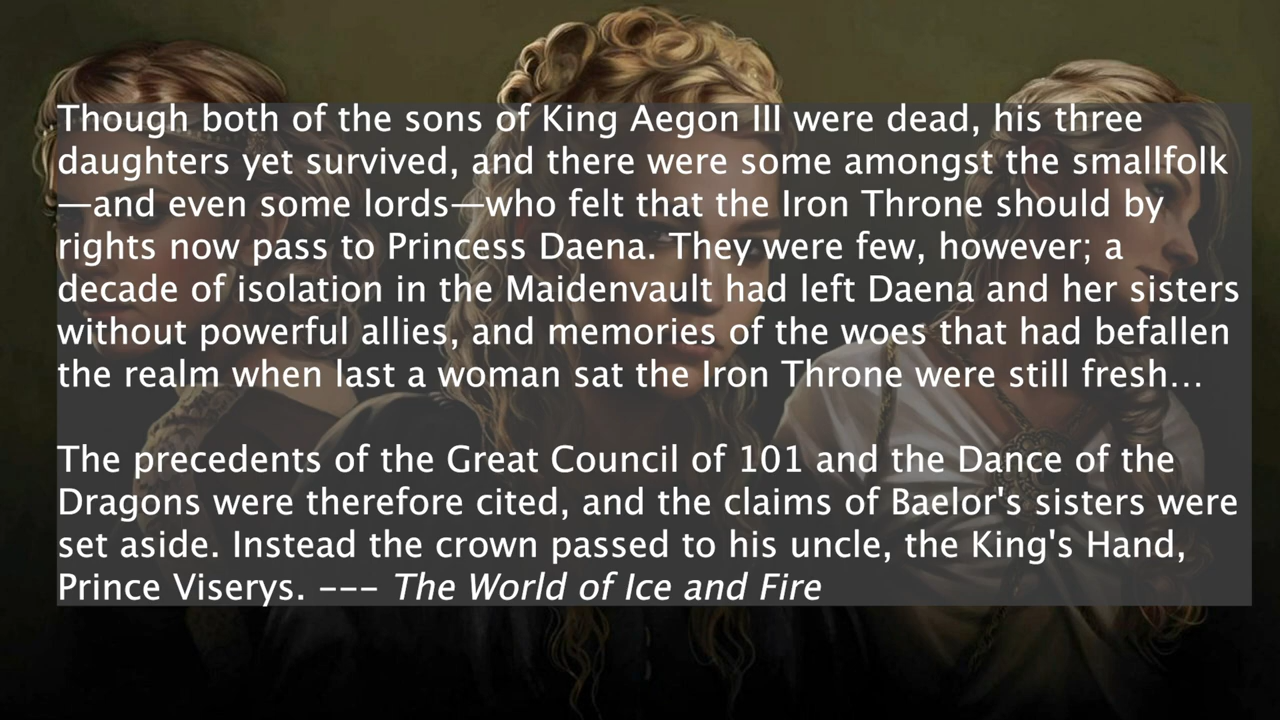 Though both of the sons of King Aegon III were dead, his three
daughters yet survived, and there were some amongst the smallfolk
—and even some lords—who felt that the Iron Throne should by
rights now pass to Princess Daena. They were few, however; a
decade of isolation in the Maidenvault had left Daena and her sisters
without powerful allies, and memories of the woes that had befallen
the realm when last a woman sat the Iron Throne were still fresh...

The precedents of the Great Council of 101 and the Dance of the
Dragons were therefore cited, and the claims of Baelor's sisters were
set aside. Instead the crown passed to his uncle, the King's Hand,
Prince Viserys. --- The World of Ice and Fire